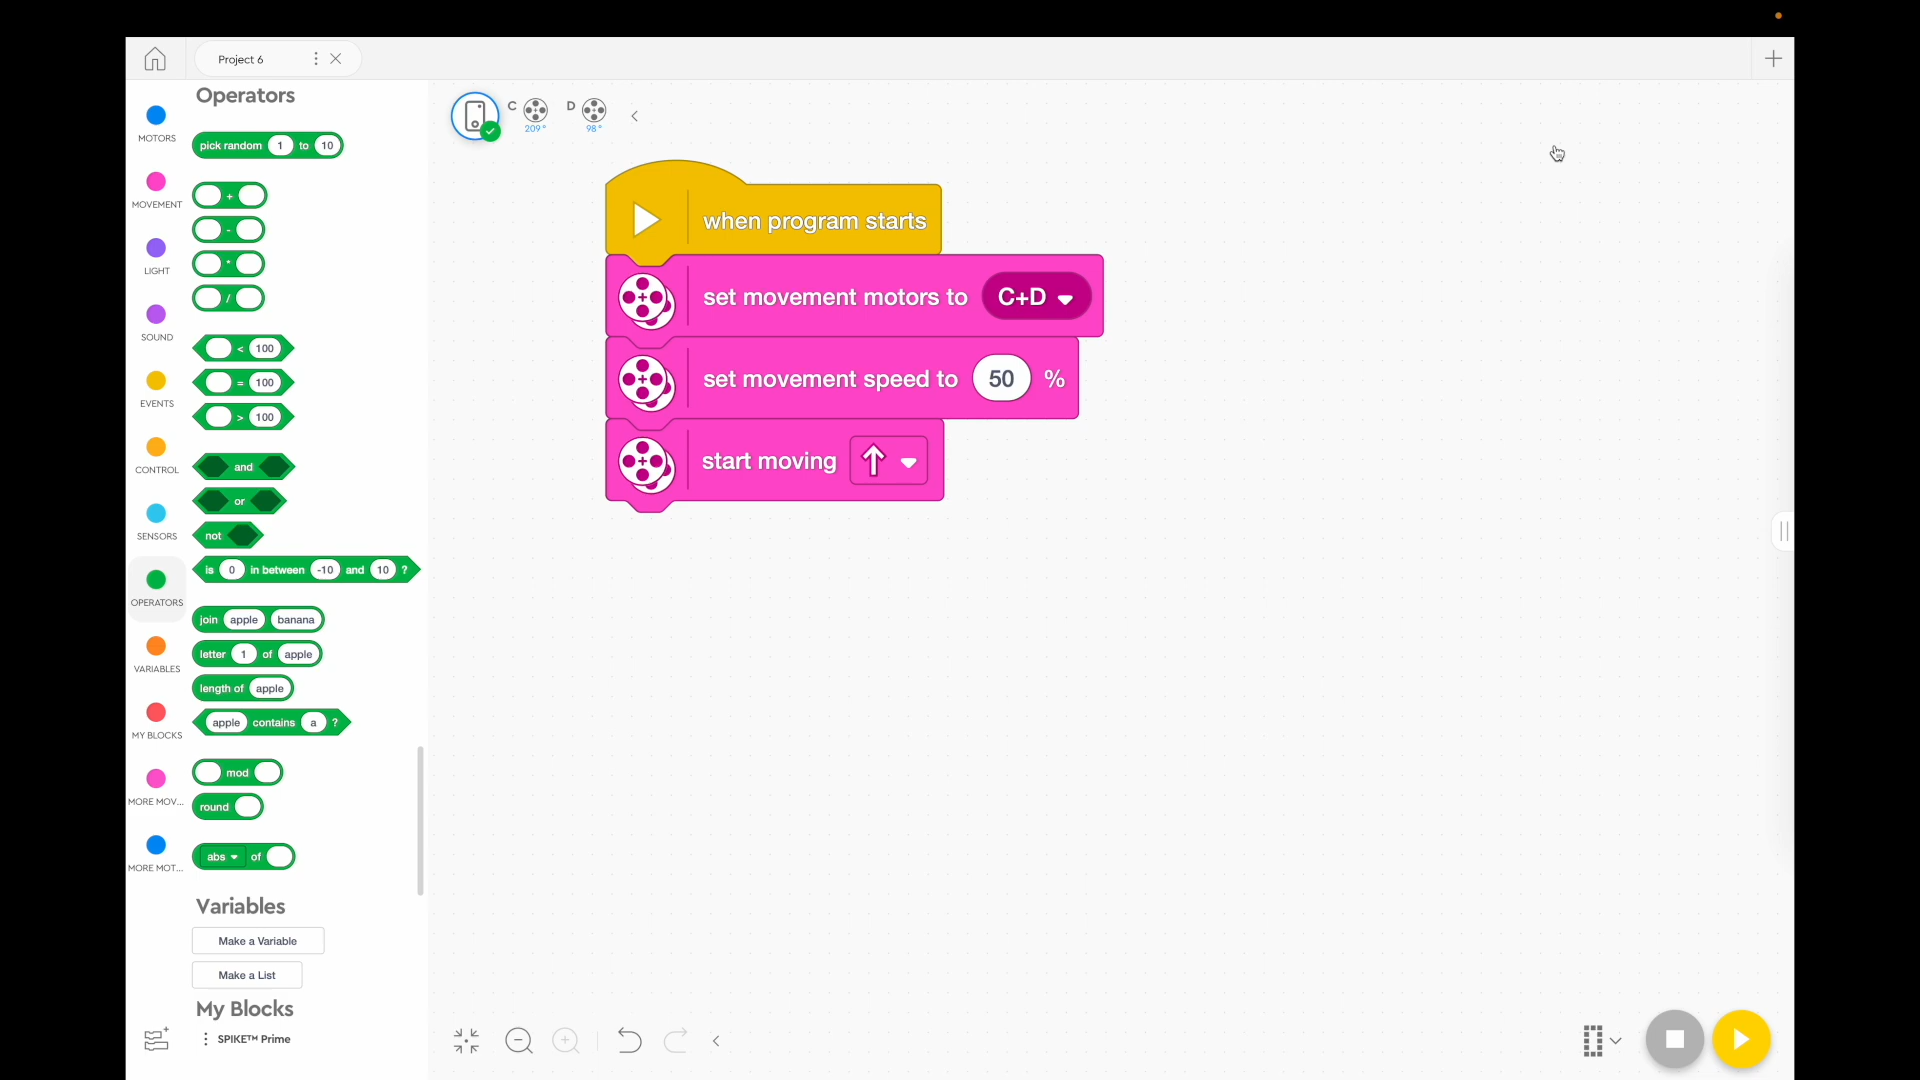 Project 6
Operators
MOTORS
MOVEMENT
LIGHT
SOUND
EVENTS
CONTROL
SENSORS
OPERATORS
VARIABLES
MY BLOCKS
MORE MOV...
MORE MOT...
pick random 1 to 10
+
-
*
/
< 100
= 100
> 100
and
or
not
is 0 in between -10 and 10 ?
join apple banana
letter 1 of apple
length of apple
apple contains a ?
mod
round
abs of
Variables
Make a Variable
Make a List
My Blocks
SPIKE™ Prime
C 209° D 98°
when program starts
set movement motors to C+D
set movement speed to 50 %
start moving